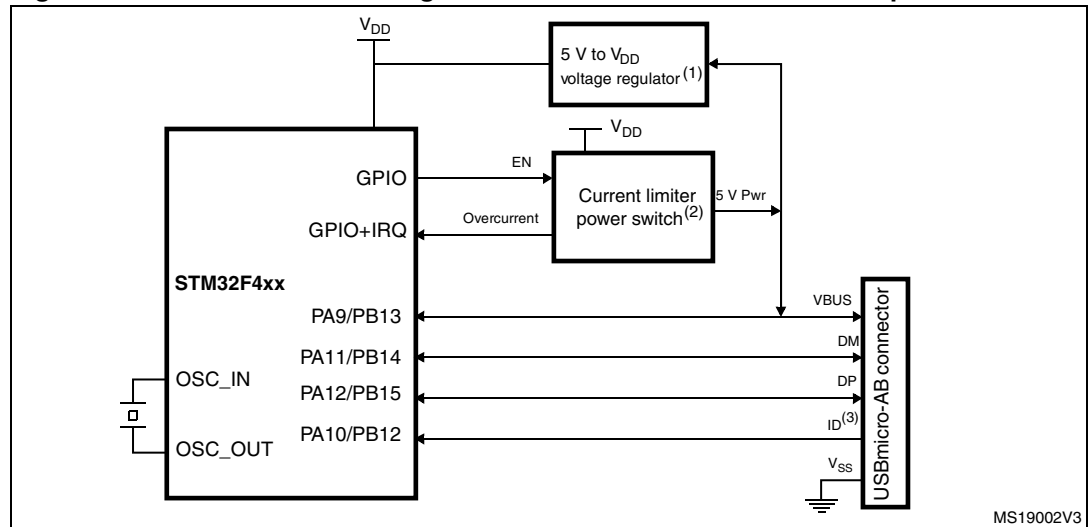 V_DD
5 V to V_DD
voltage regulator(1)
V_DD
GPIO
EN
Current limiter
power switch(2)
5 V Pwr
GPIO+IRQ
Overcurrent
STM32F4xx
PA9/PB13
VBUS
PA11/PB14
DM
OSC_IN
PA12/PB15
DP
PA10/PB12
ID(3)
OSC_OUT
V_SS
USBmicro-AB connector
MS19002V3